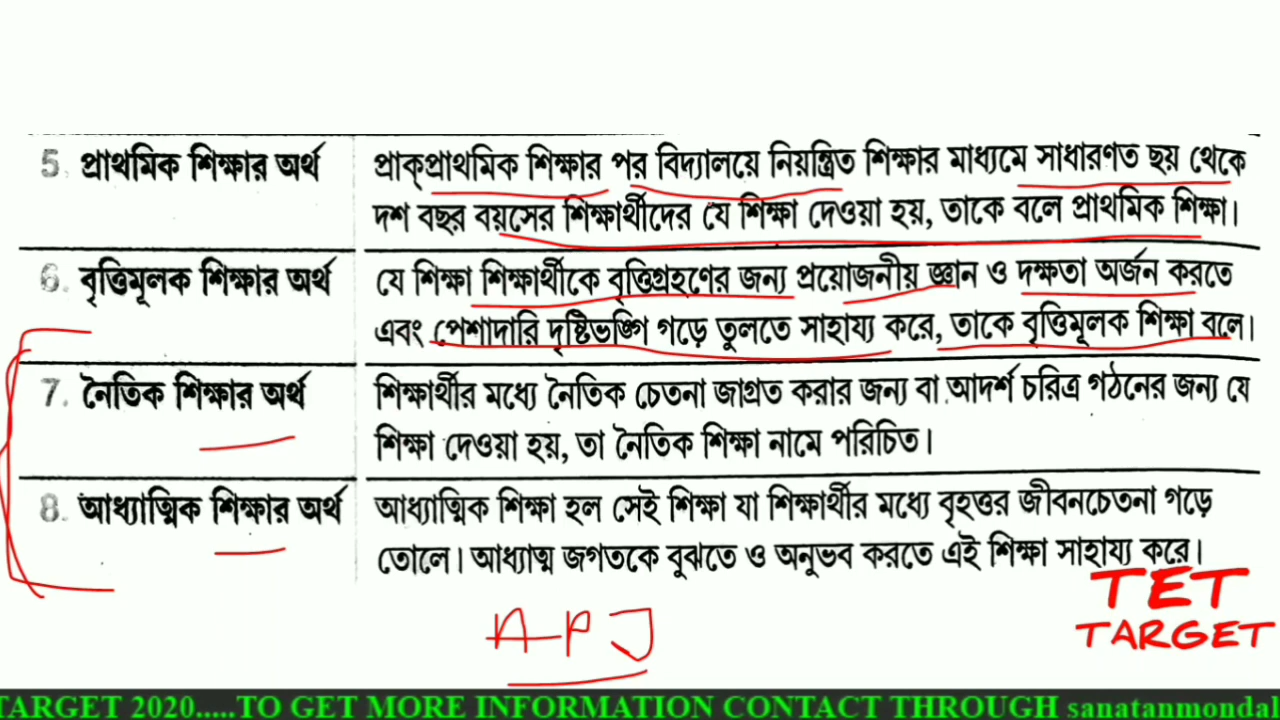 5. প্রাথমিক শিক্ষার অর্থ
প্রাক্‌প্রাথমিক শিক্ষার পর বিদ্যালয়ে নিয়ন্ত্রিত শিক্ষার মাধ্যমে সাধারণত ছয় থেকে
দশ বছর বয়সের শিক্ষার্থীদের যে শিক্ষা দেওয়া হয়, তাকে বলে প্রাথমিক শিক্ষা।
6. বৃত্তিমূলক শিক্ষার অর্থ
যে শিক্ষা শিক্ষার্থীকে বৃত্তিগ্রহণের জন্য প্রয়োজনীয় জ্ঞান ও দক্ষতা অর্জন করতে
এবং পেশাদারি দৃষ্টিভঙ্গি গড়ে তুলতে সাহায্য করে, তাকে বৃত্তিমূলক শিক্ষা বলে।
7. নৈতিক শিক্ষার অর্থ
শিক্ষার্থীর মধ্যে নৈতিক চেতনা জাগ্রত করার জন্য বা আদর্শ চরিত্র গঠনের জন্য যে
শিক্ষা দেওয়া হয়, তা নৈতিক শিক্ষা নামে পরিচিত।
8. আধ্যাত্মিক শিক্ষার অর্থ
আধ্যাত্মিক শিক্ষা হল সেই শিক্ষা যা শিক্ষার্থীর মধ্যে বৃহত্তর জীবনচেতনা গড়ে
তোলে। আধ্যাত্ম জগতকে বুঝতে ও অনুভব করতে এই শিক্ষা সাহায্য করে।
APJ
TET
TARGET
TARGET 2020.....TO GET MORE INFORMATION CONTACT THROUGH sanatanmondal